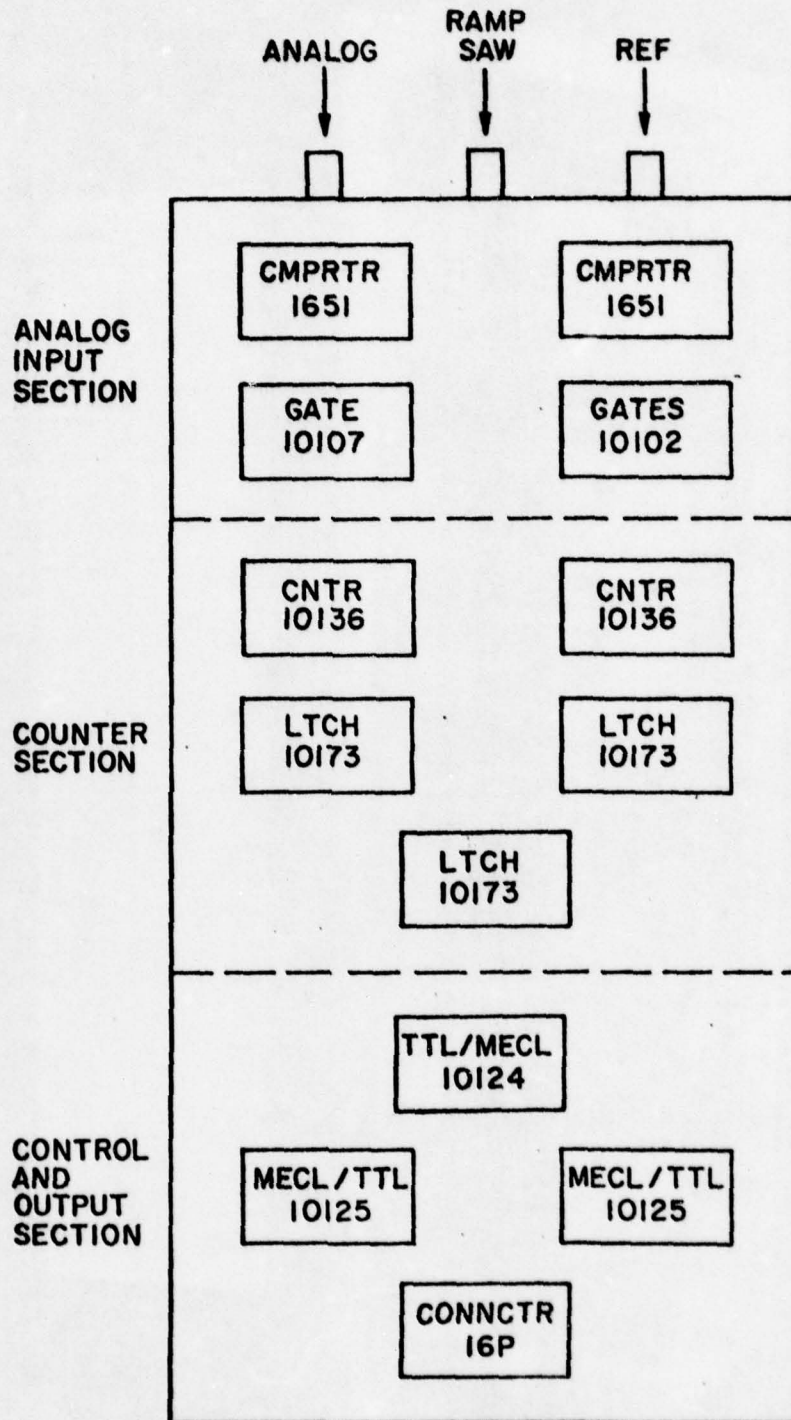 ANALOG
RAMP
SAW
REF
ANALOG
INPUT
SECTION
CMPRTR
1651
CMPRTR
1651
GATE
10107
GATES
10102
COUNTER
SECTION
CNTR
10136
CNTR
10136
LTCH
10173
LTCH
10173
LTCH
10173
CONTROL
AND
OUTPUT
SECTION
TTL/MECL
10124
MECL/TTL
10125
MECL/TTL
10125
CONNCTR
16P